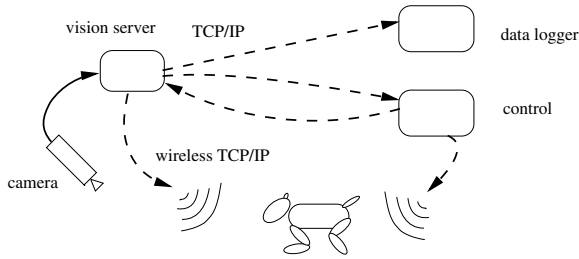 vision server
TCP/IP
data logger
control
wireless TCP/IP
camera